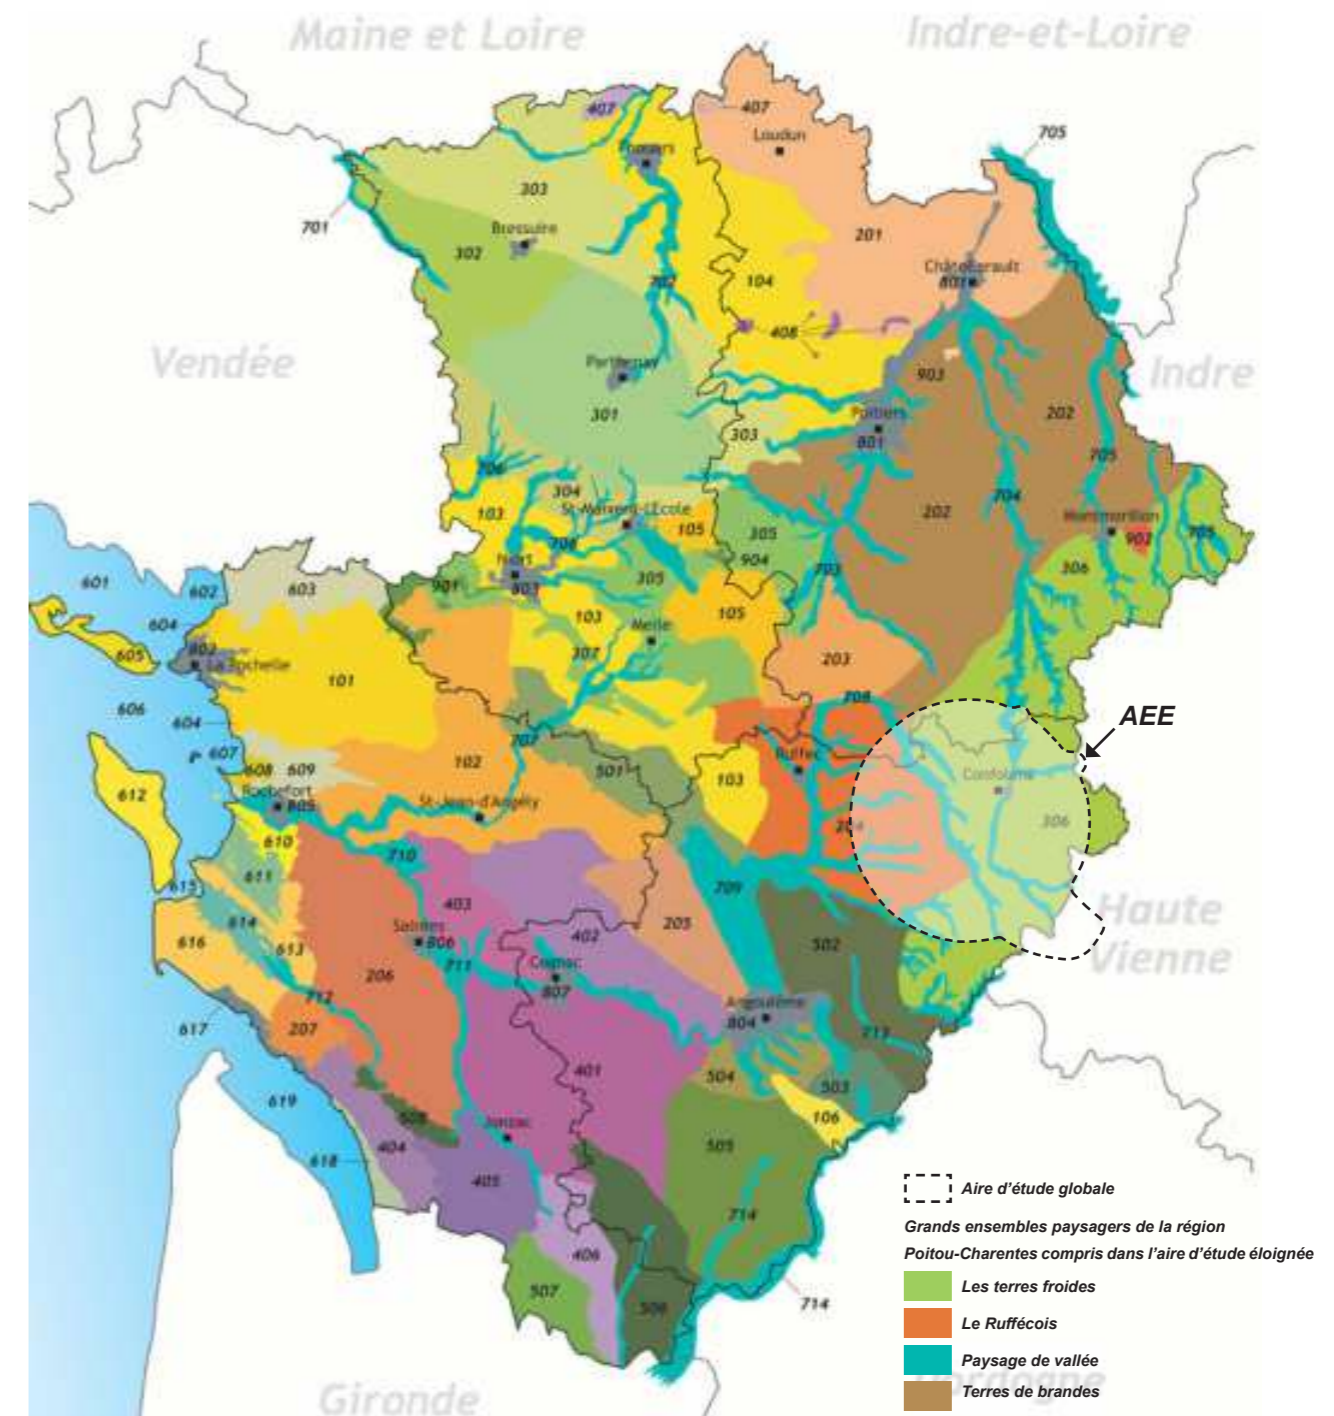 Maine et Loire
Indre-et-Loire
407
407
Loudun
705
Thouars
303
701
Bressuire
302
201
Châtellerault
801
702
104
408
Vendée
Parthenay
Indre
301
903
202
303
Poitiers
801
705
706
304
704
103
St-Maixent-L'Ecole
202
Montmorillon
105
305
902
705
706
904
Niort
803
305
703
306
901
601
602
603
103
105
604
Melle
802
605
La Rochelle
307
203
101
606
604
708
AEE
707
607
Ruffec
102
501
608
609
103
Confolens
612
Rochefort
805
St-Jean-d'Angély
204
306
610
710
611
615
709
403
Haute
Vienne
614
205
Saintes
806
402
616
613
502
206
711
Cognac
807
712
Angoulême
804
617
207
713
401
504
503
619
106
508
Jonzac
505
404
618
405
714
406
507
506
714
Aire d'étude globale
Grands ensembles paysagers de la région
Poitou-Charentes compris dans l'aire d'étude éloignée
Les terres froides
Le Ruffécois
Paysage de vallée
Dordogne
Terres de brandes
Gironde